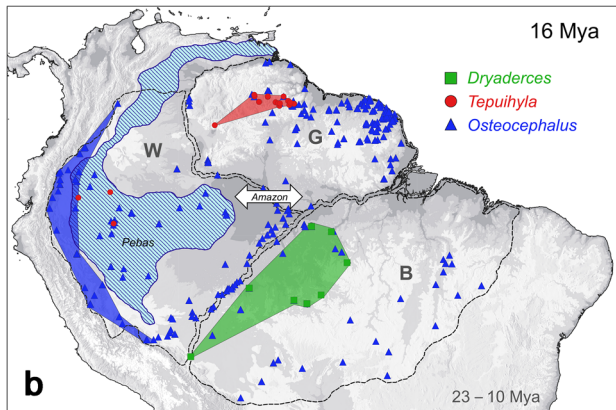 16 Mya
Dryaderces
Tepuihyla
Osteocephalus
W
G
Amazon
Pebas
B
b
23 – 10 Mya